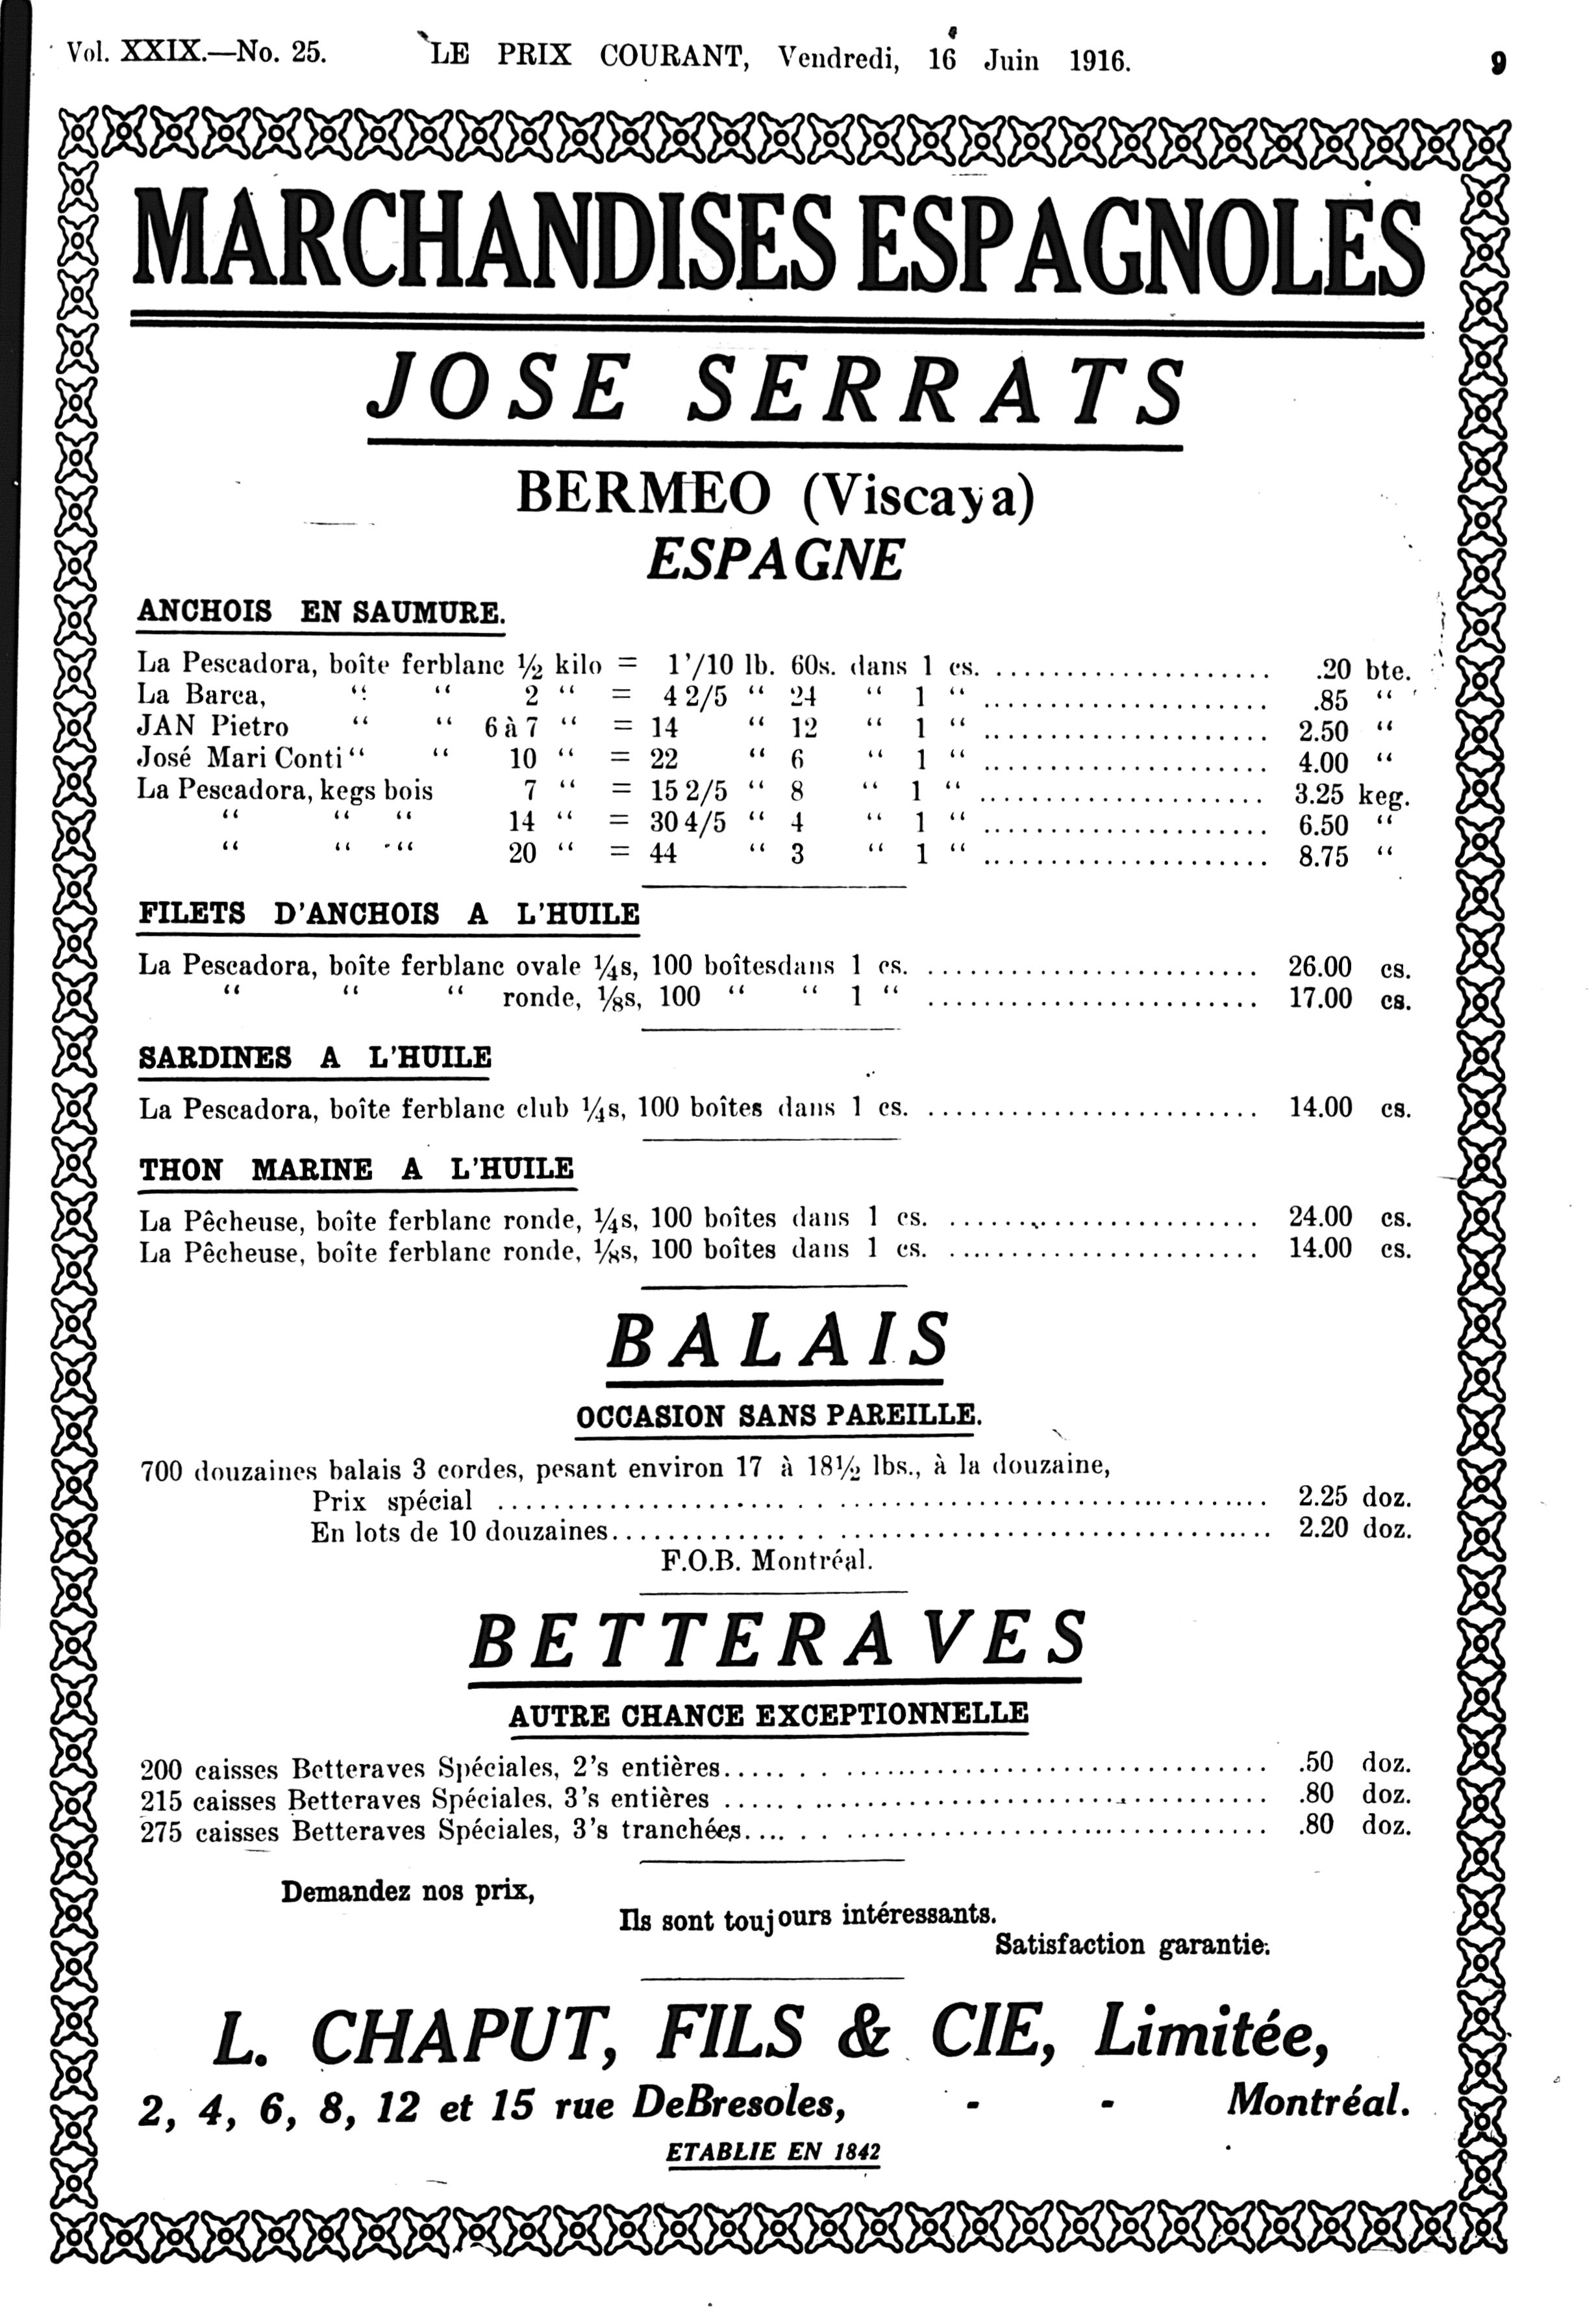 Vol. XXIX.—No. 25. LE PRIX COURANT, Vendredi, 16 Juin 1916. 9
MARCHANDISES ESPAGNOLES
JOSE SERRATS
BERMEO (Viscaya)
ESPAGNE
ANCHOIS EN SAUMURE.
La Pescadora, boîte ferblanc ½ kilo = 1 1/10 lb. 60s. dans 1 cs. .................... .20 bte.
La Barca, “ “ 2 “ = 4 2/5 “ 24 “ 1 “ .................... .85 “
JAN Pietro “ “ 6 à 7 “ = 14 “ 12 “ 1 “ .................... 2.50 “
José Mari Conti “ “ 10 “ = 22 “ 6 “ 1 “ .................... 4.00 “
La Pescadora, kegs bois 7 “ = 15 2/5 “ 8 “ 1 “ .................... 3.25 keg.
“ “ “ 14 “ = 30 4/5 “ 4 “ 1 “ .................... 6.50 “
“ “ “ 20 “ = 44 “ 3 “ 1 “ .................... 8.75 “
FILETS D'ANCHOIS A L'HUILE
La Pescadora, boîte ferblanc ovale ¼s, 100 boîtes dans 1 cs. ........................ 26.00 cs.
“ “ “ ronde, ⅛s, 100 “ “ 1 “ ........................ 17.00 cs.
SARDINES A L'HUILE
La Pescadora, boîte ferblanc club ¼s, 100 boîtes dans 1 cs. ........................ 14.00 cs.
THON MARINE A L'HUILE
La Pêcheuse, boîte ferblanc ronde, ¼s, 100 boîtes dans 1 cs. ...................... 24.00 cs.
La Pêcheuse, boîte ferblanc ronde, ⅛s, 100 boîtes dans 1 cs. ...................... 14.00 cs.
BALAIS
OCCASION SANS PAREILLE.
700 douzaines balais 3 cordes, pesant environ 17 à 18½ lbs., à la douzaine,
Prix spécial ........................................ 2.25 doz.
En lots de 10 douzaines........................................ 2.20 doz.
F.O.B. Montréal.
BETTERAVES
AUTRE CHANCE EXCEPTIONNELLE
200 caisses Betteraves Spéciales, 2's entières........................................ .50 doz.
215 caisses Betteraves Spéciales, 3's entières ........................................ .80 doz.
275 caisses Betteraves Spéciales, 3's tranchées........................................ .80 doz.
Demandez nos prix,
Ils sont toujours intéressants.
Satisfaction garantie.
L. CHAPUT, FILS & CIE, Limitée,
2, 4, 6, 8, 12 et 15 rue DeBresoles, - - Montréal.
ETABLIE EN 1842